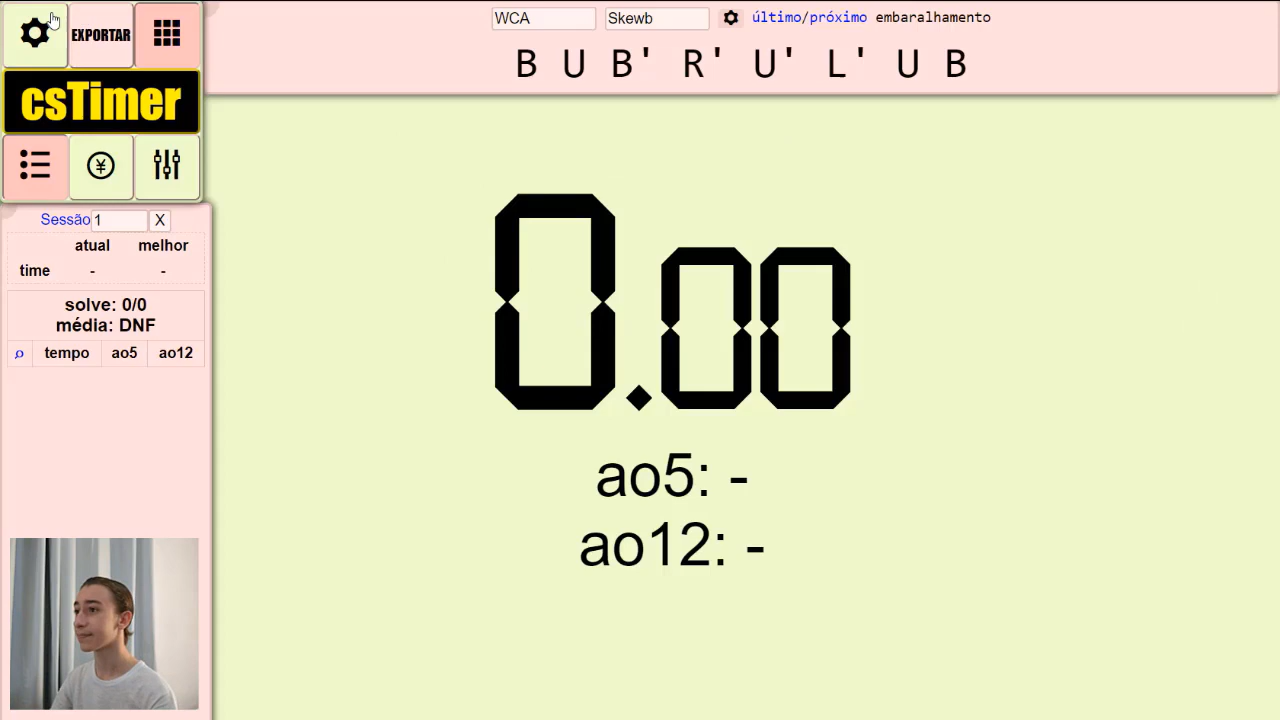 WCA Skewb último/próximo embaralhamento
B U B' R' U' L' U B
EXPORTAR
csTimer
Sessão 1 X
atual melhor
time - -
solve: 0/0
média: DNF
tempo ao5 ao12
0.00
ao5: -
ao12: -